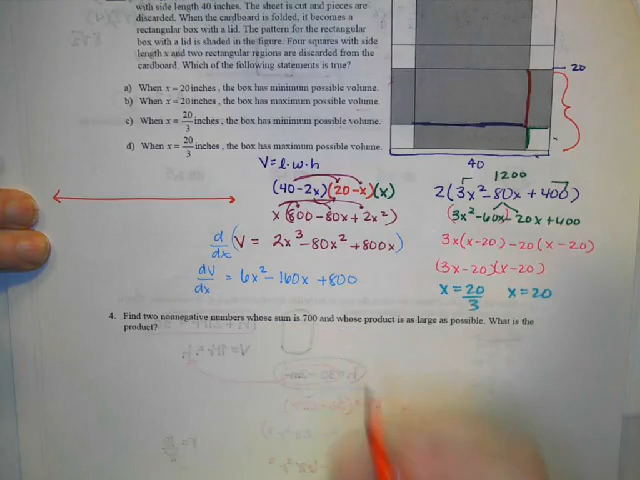 with side length 40 inches. The sheet is cut and pieces are
discarded. When the cardboard is folded, it becomes a
rectangular box with a lid. The pattern for the rectangular
box with a lid is shaded in the figure. Four squares with side
length x and two rectangular regions are discarded from the
cardboard. Which of the following statements is true?
a) When x = 20 inches, the box has minimum possible volume.
b) When x = 20 inches, the box has maximum possible volume.
c) When x = 20/3 inches, the box has minimum possible volume.
d) When x = 20/3 inches, the box has maximum possible volume.
20
40
V=l·w·h
(40-2x)(20-x)(x)
x(800-80x+2x²)
d/dx (V = 2x³-80x²+800x)
dV/dx = 6x²-160x+800
1200
2(3x²-80x+400)
(3x²-60x)-20x+400
3x(x-20)-20(x-20)
(3x-20)(x-20)
x=20/3 x=20
4. Find two nonnegative numbers whose sum is 700 and whose product is as large as possible. What is the
product?